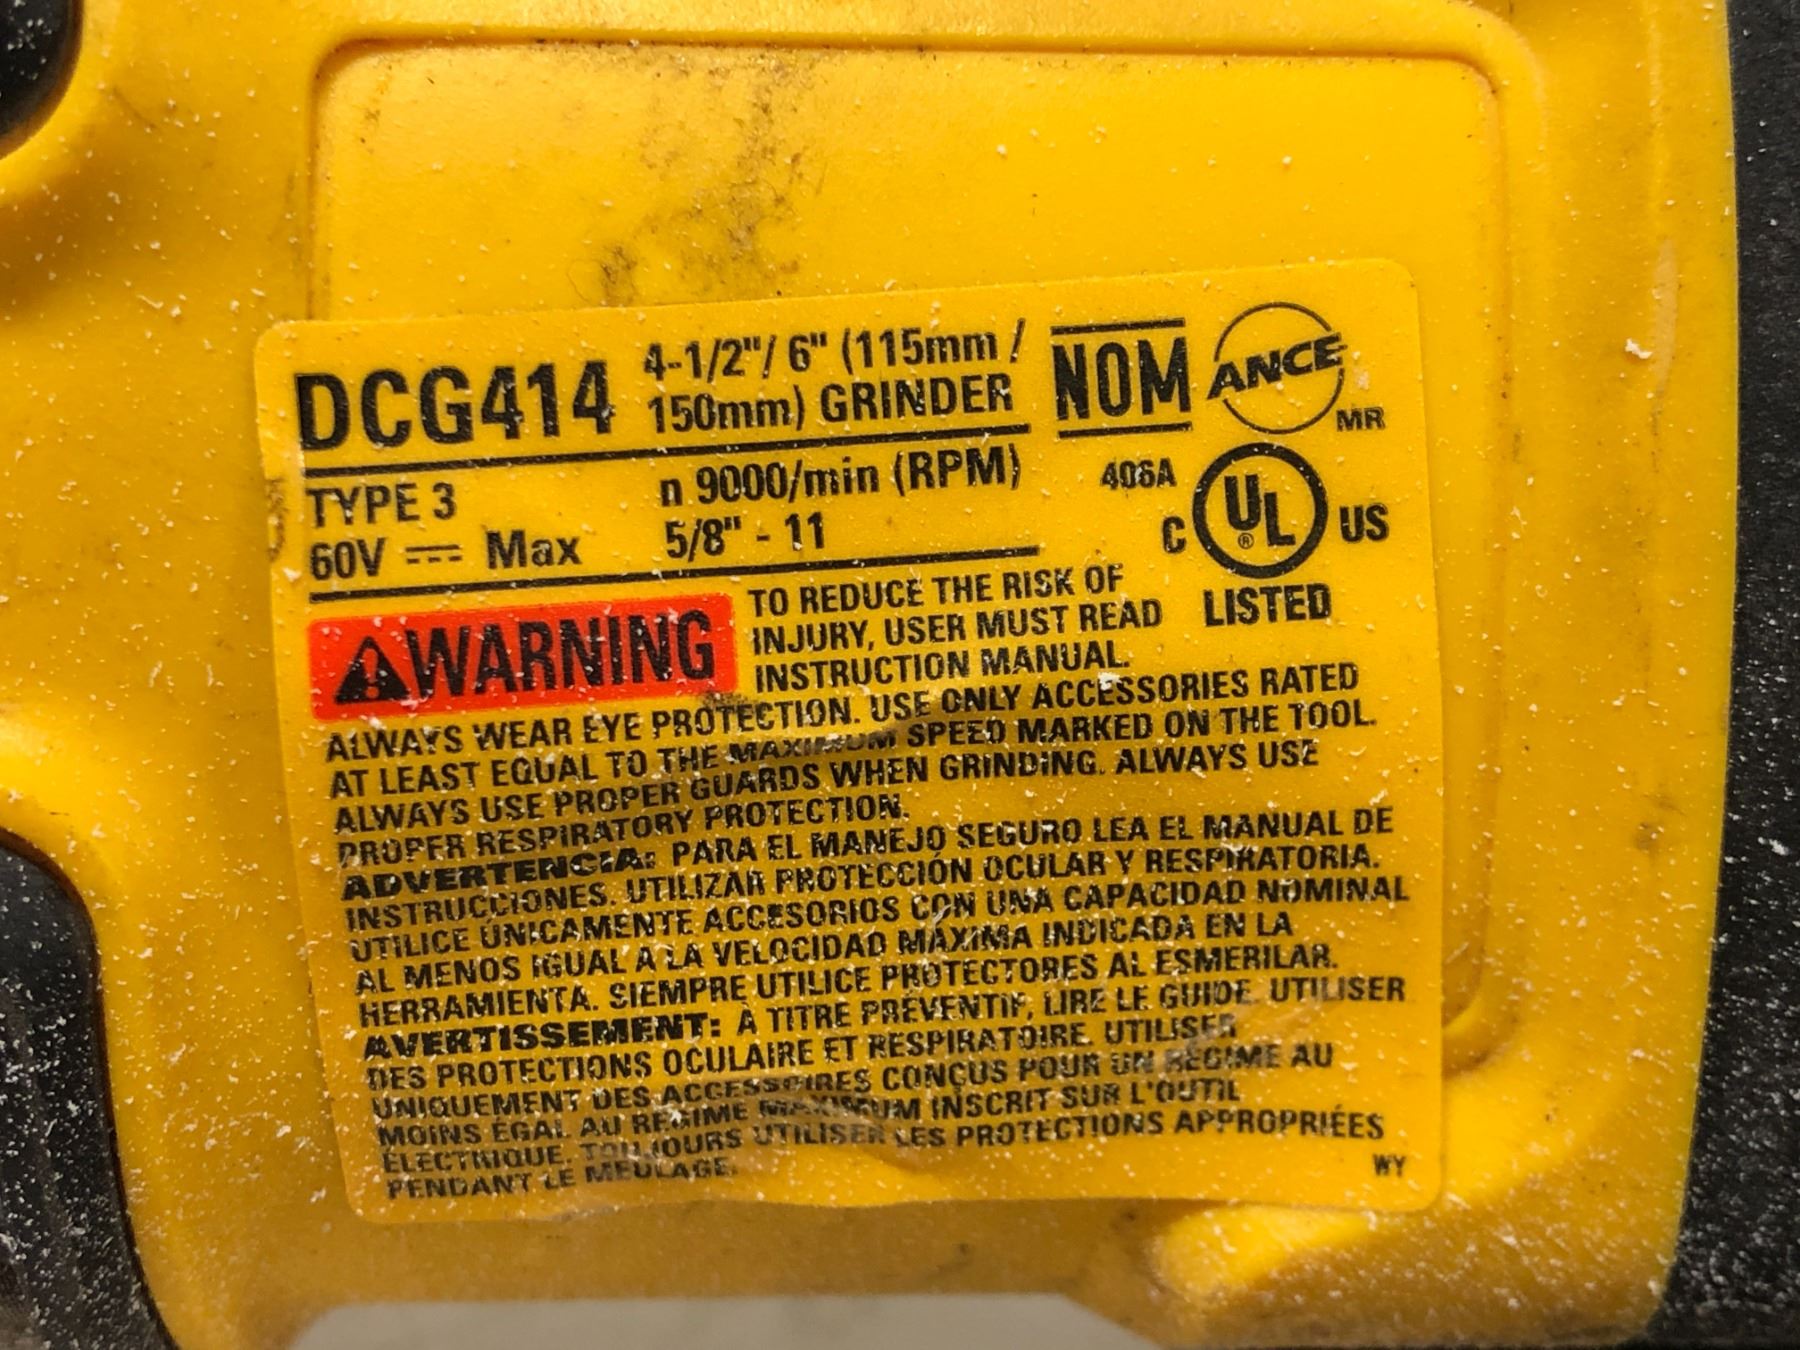 DCG414 4-1/2"/ 6" (115mm /
150mm) GRINDER
NOM
ANCE
MR
TYPE 3 n 9000/min (RPM)
60V ⎓ Max 5/8" - 11
406A
C UL ® US
LISTED
⚠WARNING
TO REDUCE THE RISK OF
INJURY, USER MUST READ
INSTRUCTION MANUAL.
ALWAYS WEAR EYE PROTECTION. USE ONLY ACCESSORIES RATED
AT LEAST EQUAL TO THE MAXIMUM SPEED MARKED ON THE TOOL.
ALWAYS USE PROPER GUARDS WHEN GRINDING. ALWAYS USE
PROPER RESPIRATORY PROTECTION.
ADVERTENCIA: PARA EL MANEJO SEGURO LEA EL MANUAL DE
INSTRUCCIONES. UTILIZAR PROTECCIÓN OCULAR Y RESPIRATORIA.
UTILICE ÚNICAMENTE ACCESORIOS CON UNA CAPACIDAD NOMINAL
AL MENOS IGUAL A LA VELOCIDAD MÁXIMA INDICADA EN LA
HERRAMIENTA. SIEMPRE UTILICE PROTECTORES AL ESMERILAR.
AVERTISSEMENT: À TITRE PRÉVENTIF, LIRE LE GUIDE. UTILISER
DES PROTECTIONS OCULAIRE ET RESPIRATOIRE. UTILISER
UNIQUEMENT DES ACCESSOIRES CONÇUS POUR UN RÉGIME AU
MOINS ÉGAL AU RÉGIME MAXIMUM INSCRIT SUR L'OUTIL
ÉLECTRIQUE. TOUJOURS UTILISER LES PROTECTIONS APPROPRIÉES
PENDANT LE MEULAGE.
WY